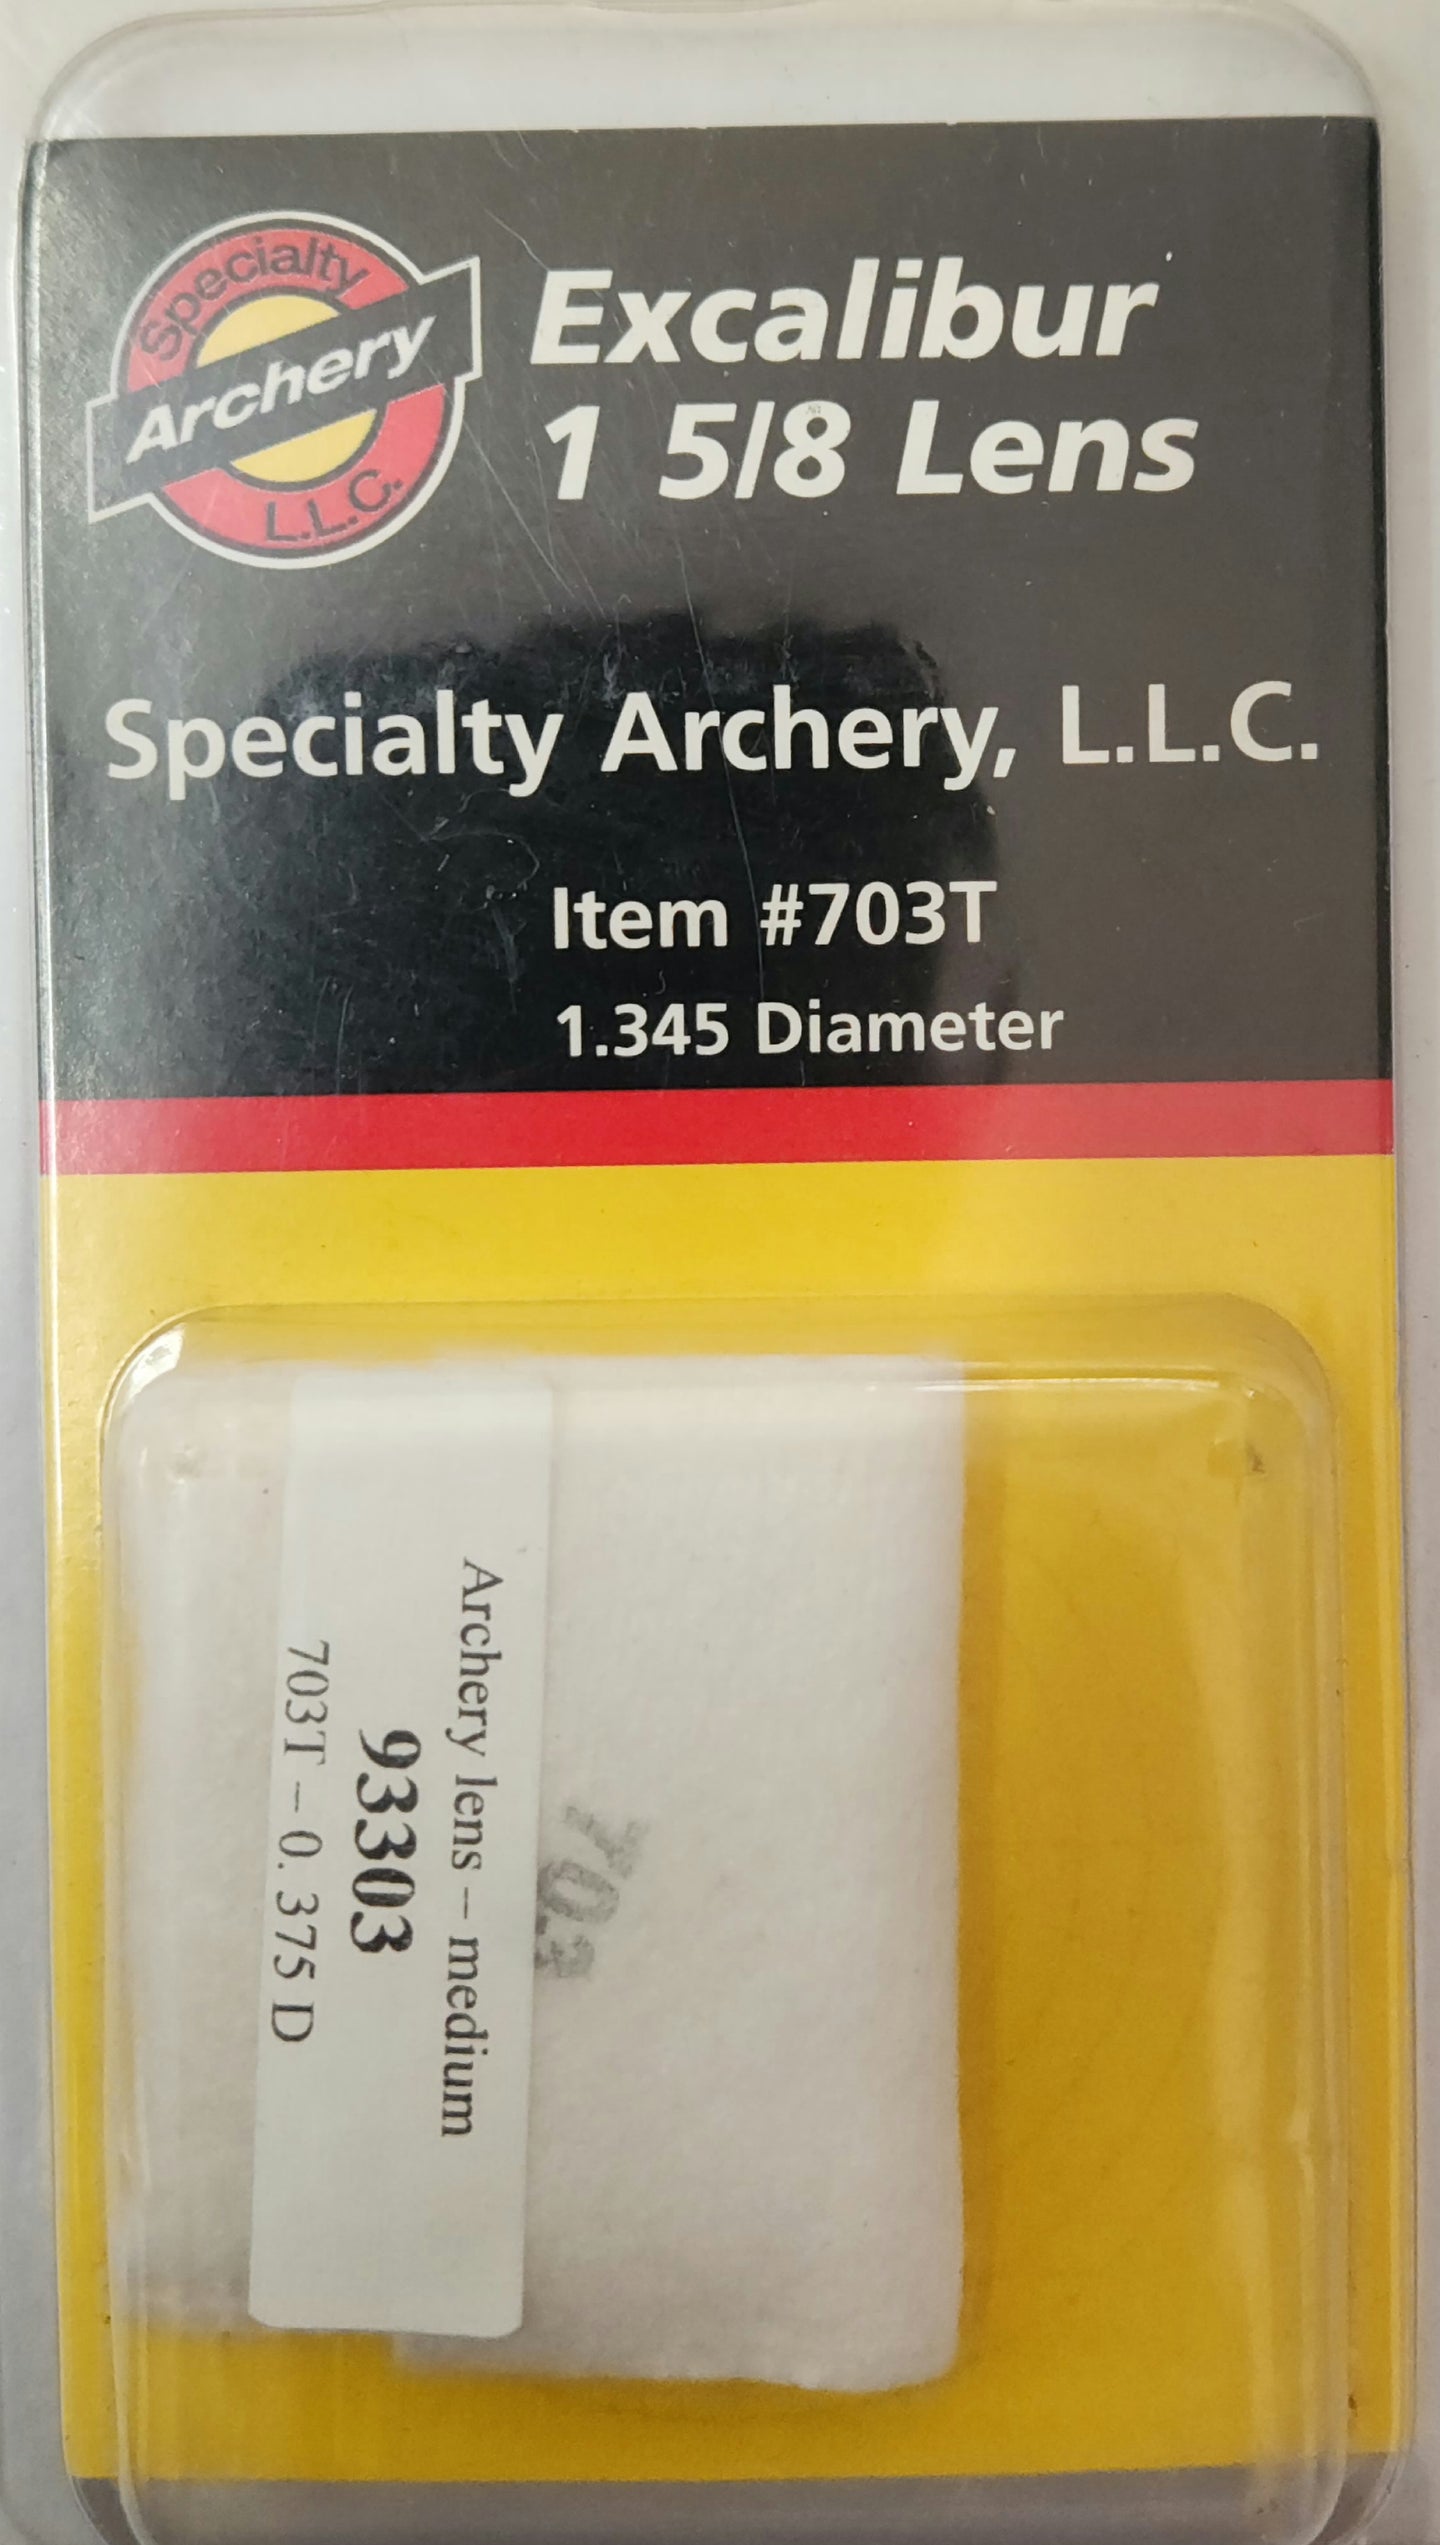 Specialty
Archery
L.L.C.
Excalibur
1 5/8 Lens
Specialty Archery, L.L.C.
Item #703T
1.345 Diameter
Archery lens – medium
93303
703T – 0. 375 D
703